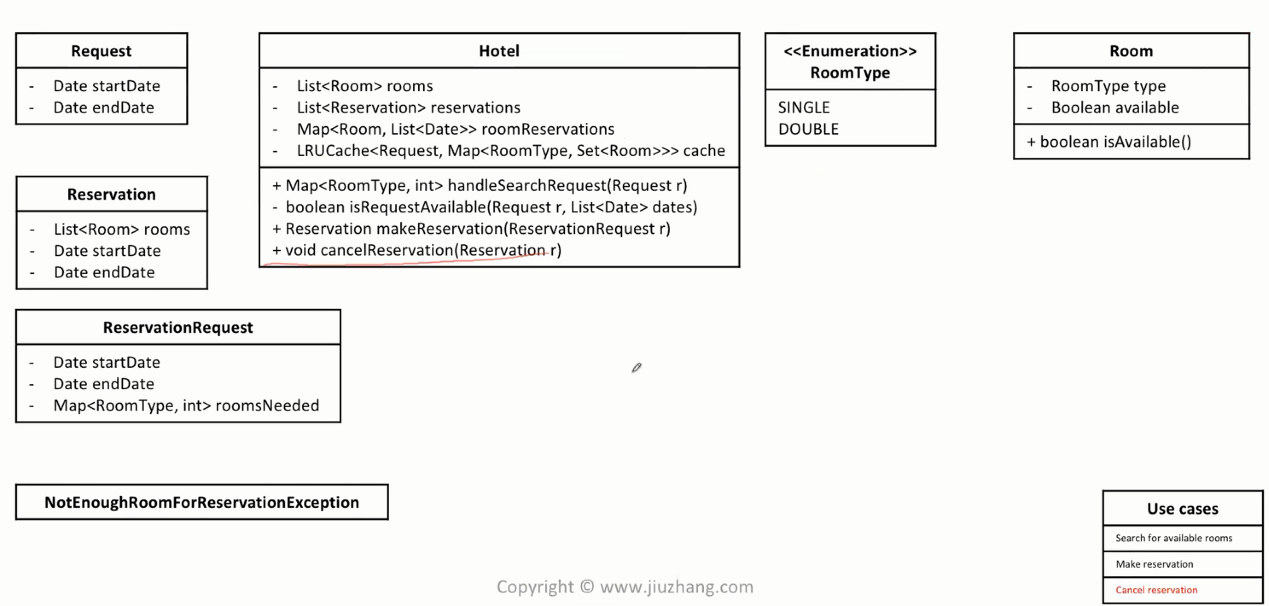 Request
- Date startDate
- Date endDate
Hotel
- List<Room> rooms
- List<Reservation> reservations
- Map<Room, List<Date>> roomReservations
- LRUCache<Request, Map<RoomType, Set<Room>>> cache
+ Map<RoomType, int> handleSearchRequest(Request r)
- boolean isRequestAvailable(Request r, List<Date> dates)
+ Reservation makeReservation(ReservationRequest r)
+ void cancelReservation(Reservation r)
<<Enumeration>>
RoomType
SINGLE
DOUBLE
Room
- RoomType type
- Boolean available
+ boolean isAvailable()
Reservation
- List<Room> rooms
- Date startDate
- Date endDate
ReservationRequest
- Date startDate
- Date endDate
- Map<RoomType, int> roomsNeeded
NotEnoughRoomForReservationException
Use cases
Search for available rooms
Make reservation
Cancel reservation
Copyright © www.jiuzhang.com